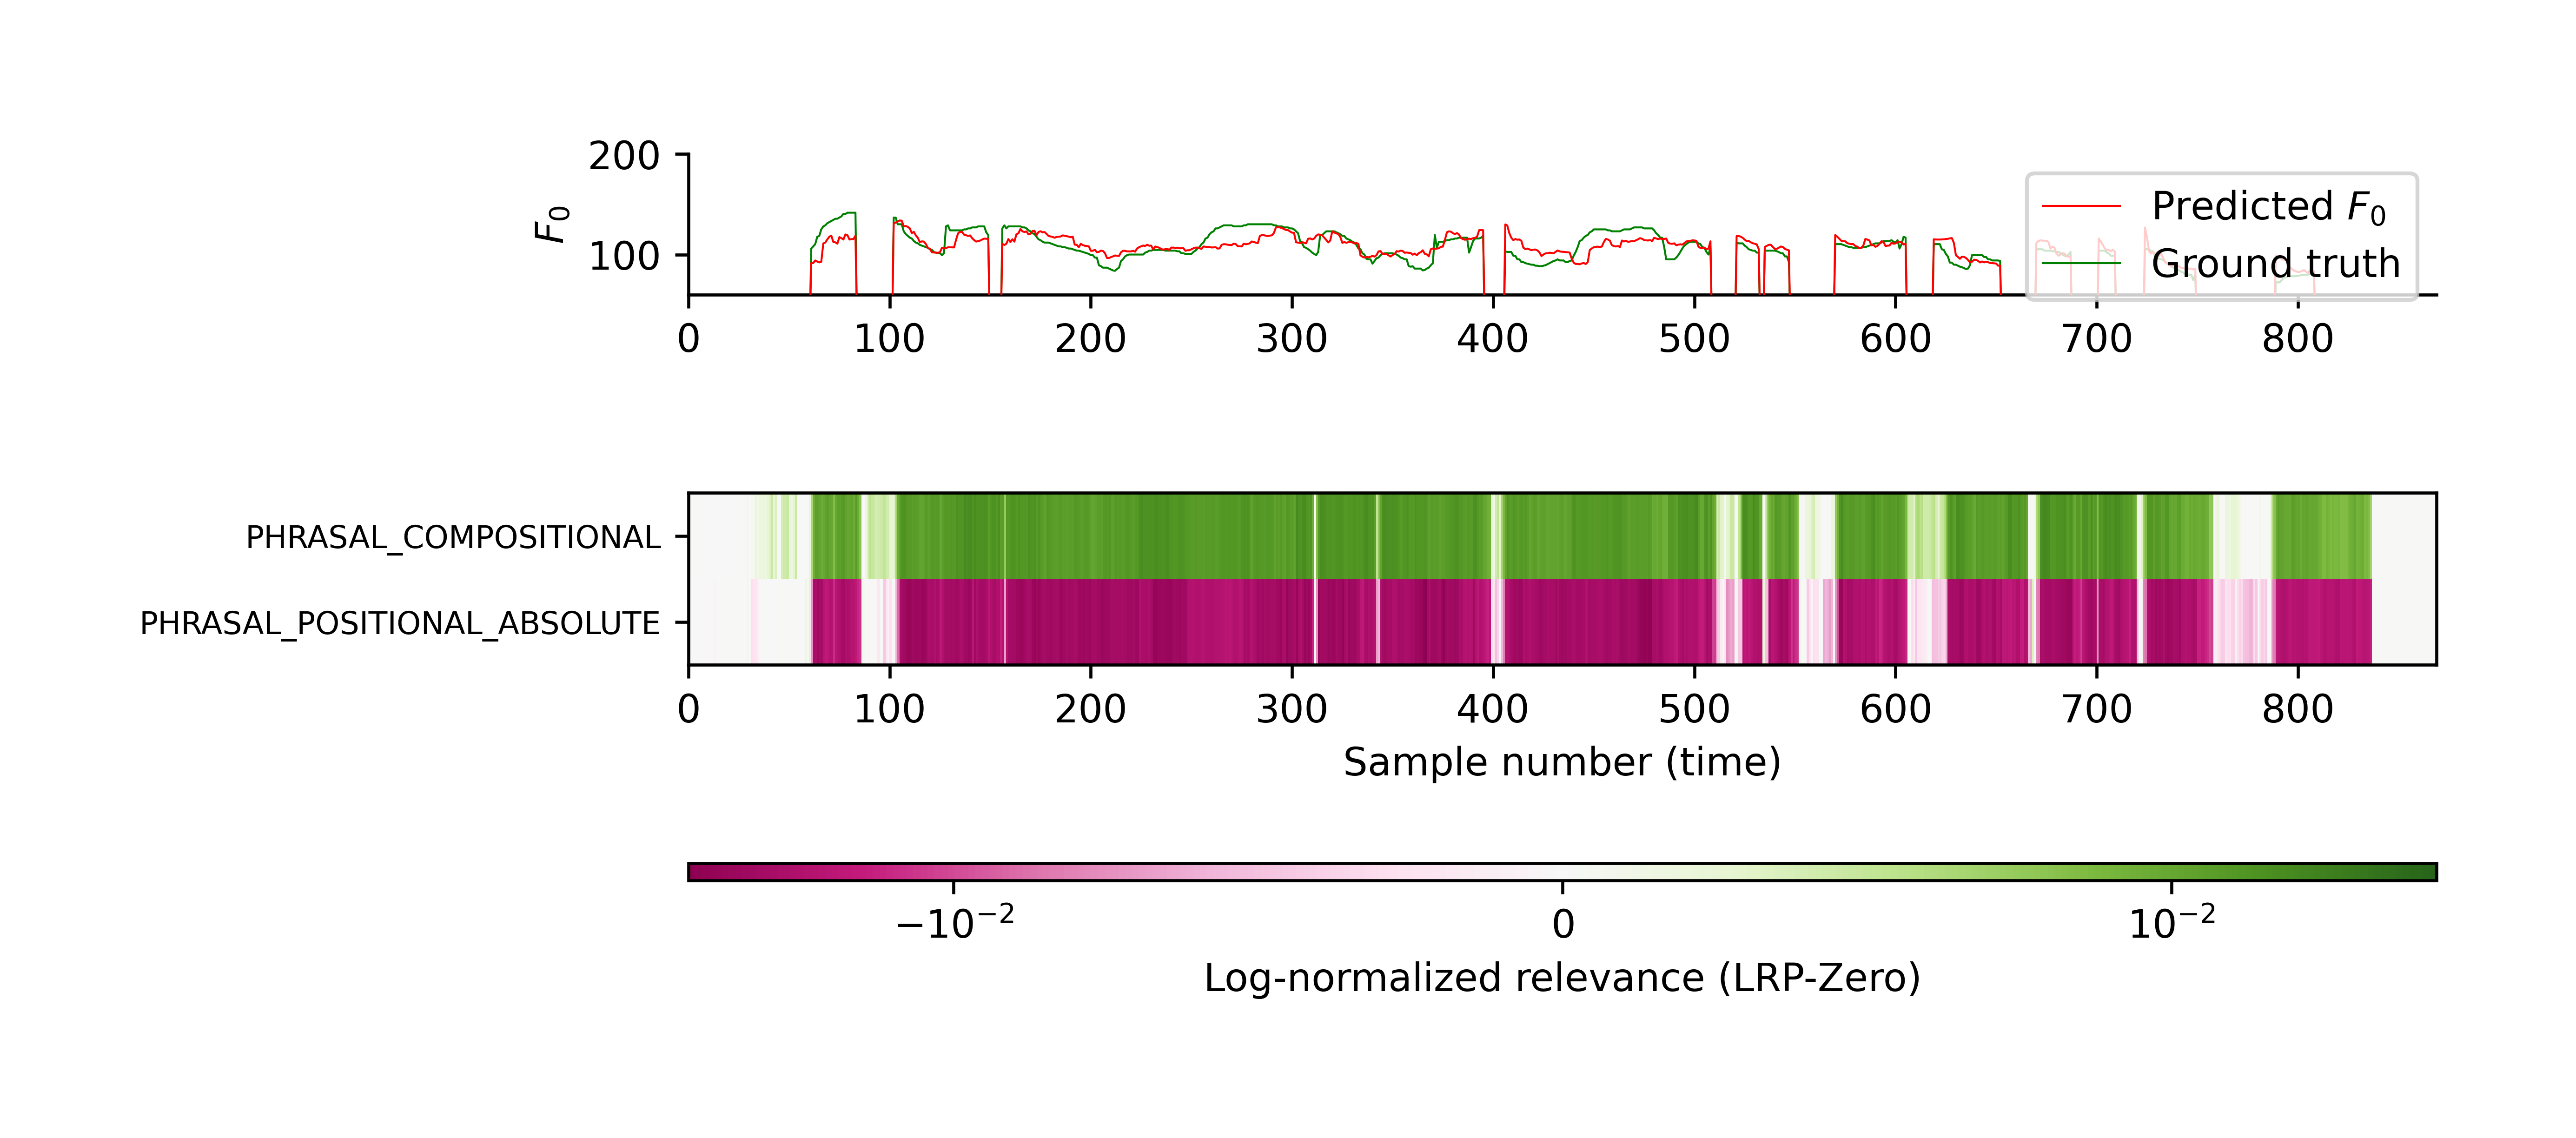 200
100
F₀
Predicted F₀
Ground truth
0 100 200 300 400 500 600 700 800
PHRASAL_COMPOSITIONAL
PHRASAL_POSITIONAL_ABSOLUTE
0 100 200 300 400 500 600 700 800
Sample number (time)
−10⁻² 0 10⁻²
Log-normalized relevance (LRP-Zero)